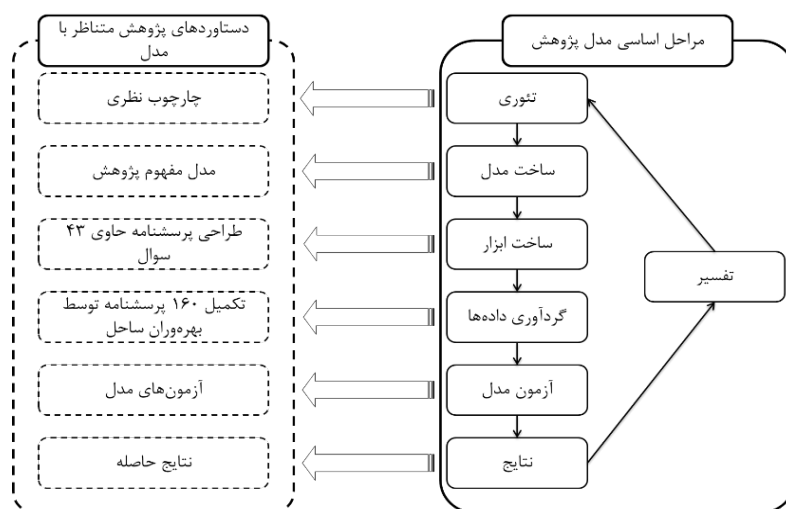 مراحل اساسی مدل پژوهش
تئوری
ساخت مدل
ساخت ابزار
گردآوری داده‌ها
آزمون مدل
نتایج
تفسیر
دستاوردهای پژوهش متناظر با
مدل
چارچوب نظری
مدل مفهوم پژوهش
طراحی پرسشنامه حاوی ۴۳
سوال
تکمیل ۱۶۰ پرسشنامه توسط
بهره‌وران ساحل
آزمون‌های مدل
نتایج حاصله